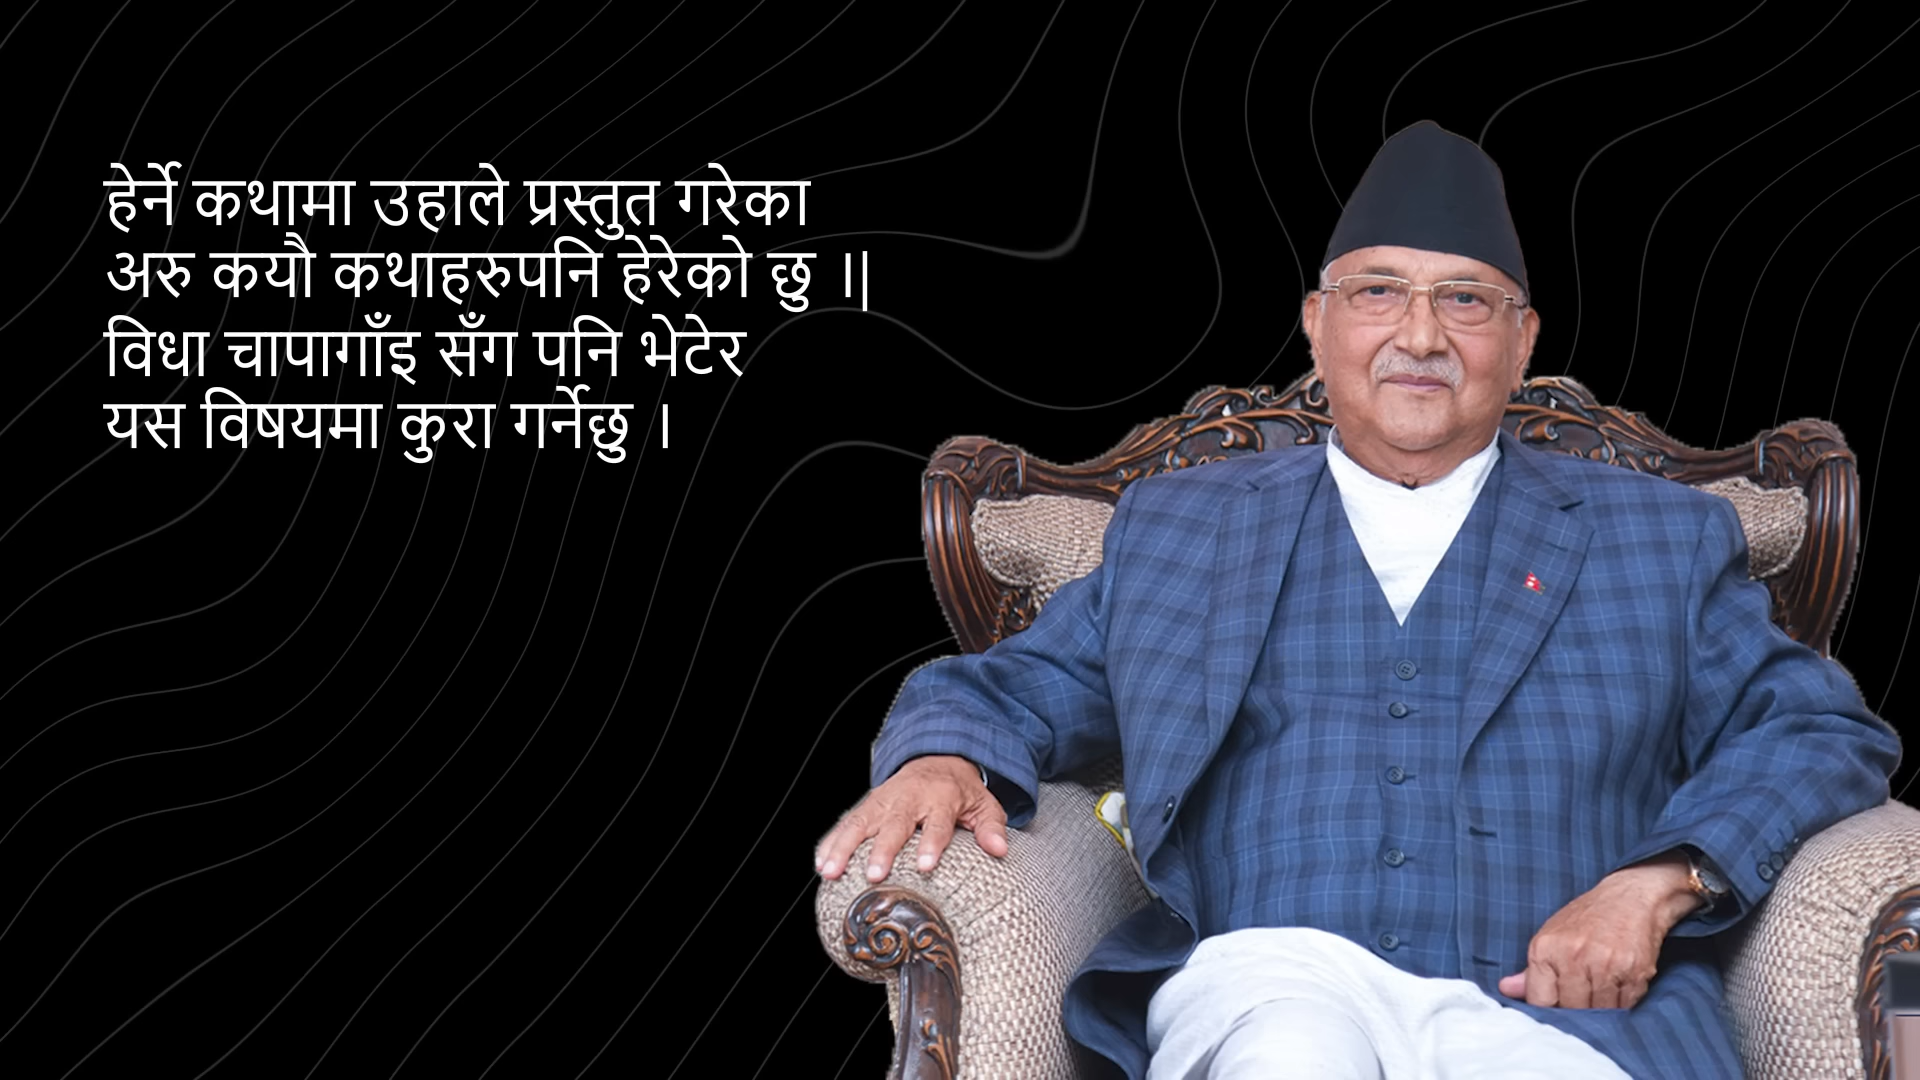 हेर्ने कथामा उहाले प्रस्तुत गरेका
अरु कयौ कथाहरुपनि हेरेको छु ।|
विधा चापागाँइ सँग पनि भेटेर
यस विषयमा कुरा गर्नेछु ।